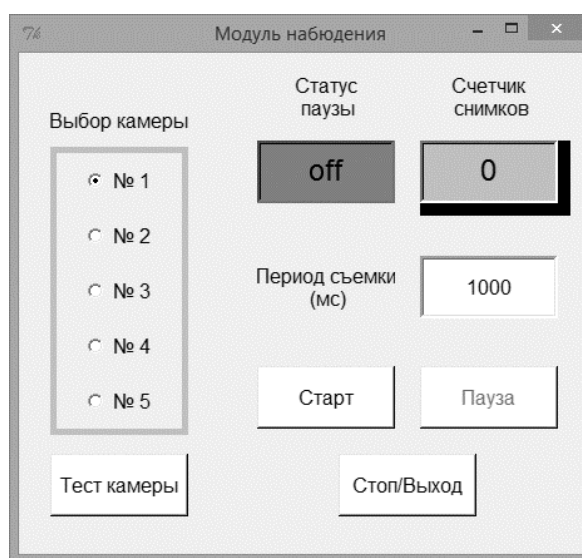 Модуль набюдения
Выбор камеры
№ 1
№ 2
№ 3
№ 4
№ 5
Тест камеры
Статус
паузы
off
Счетчик
снимков
0
Период съемки
(мс)
1000
Старт
Пауза
Стоп/Выход